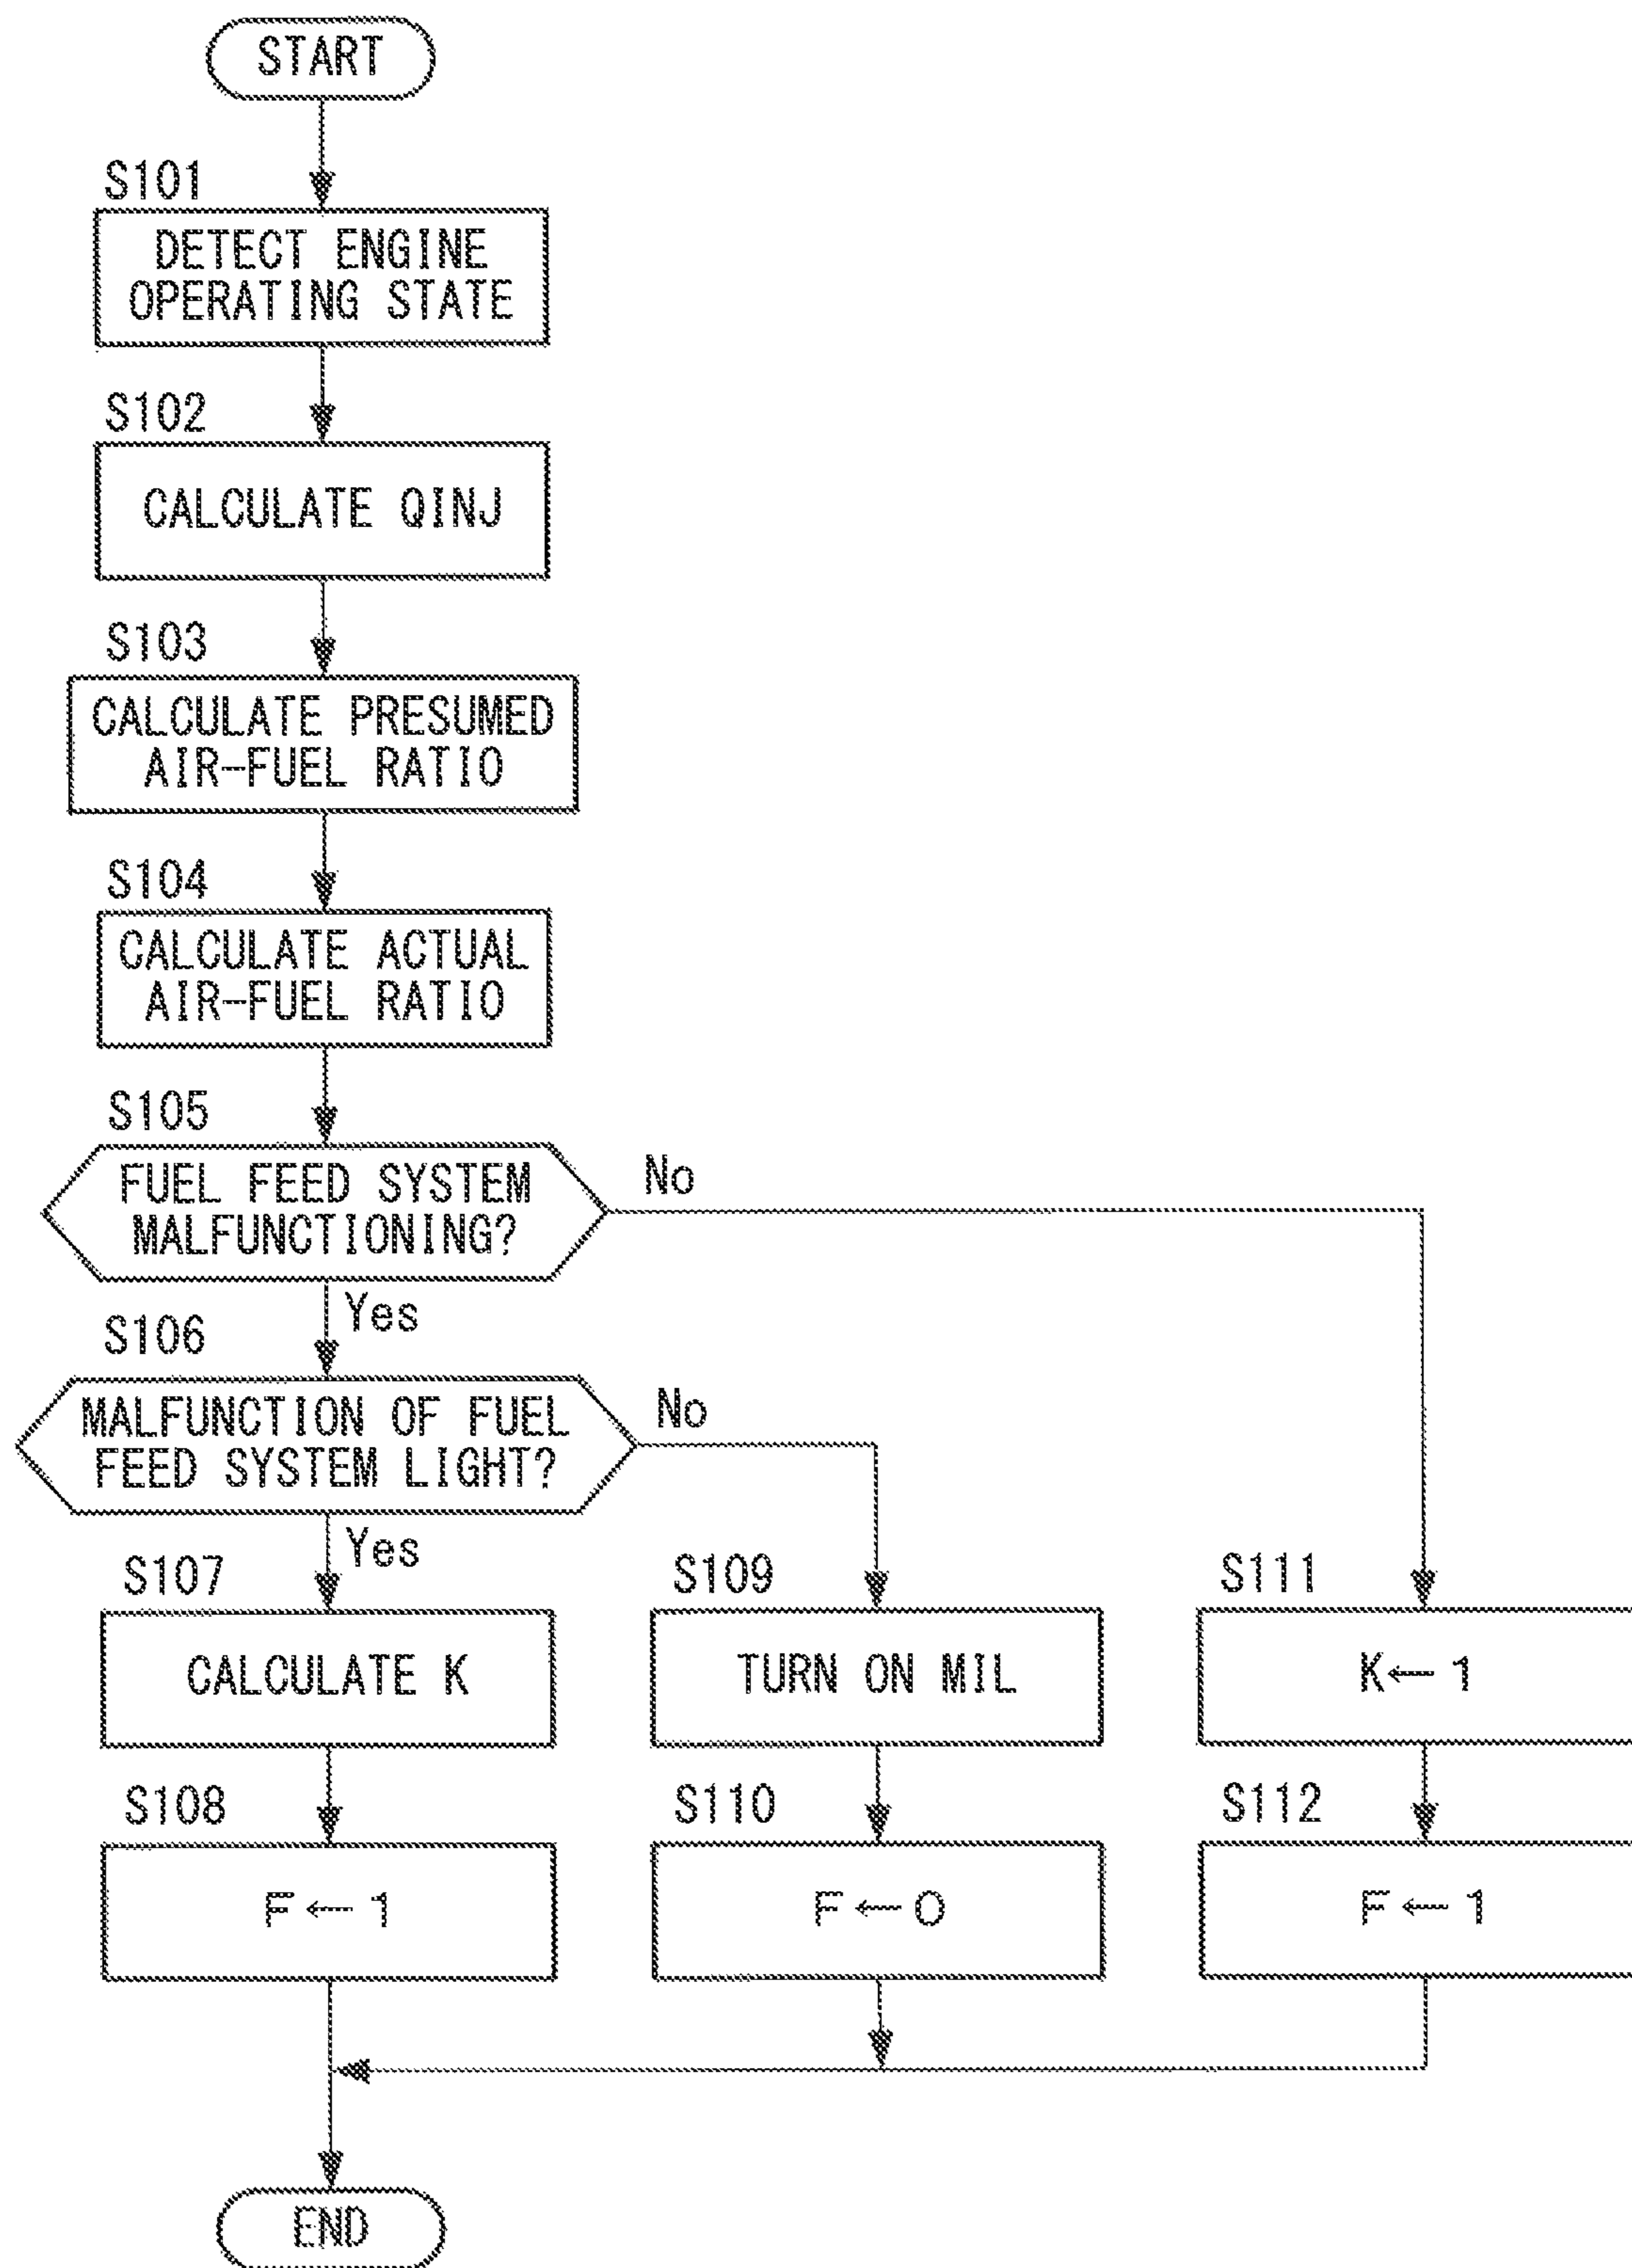 START
S101
DETECT ENGINE
OPERATING STATE
S102
CALCULATE QINJ
S103
CALCULATE PRESUMED
AIR-FUEL RATIO
S104
CALCULATE ACTUAL
AIR-FUEL RATIO
S105
FUEL FEED SYSTEM
MALFUNCTIONING?
No
Yes
S106
MALFUNCTION OF FUEL
FEED SYSTEM LIGHT?
No
Yes
S107
CALCULATE K
S109
TURN ON MIL
S111
K←1
S108
F←1
S110
F←0
S112
F←1
END